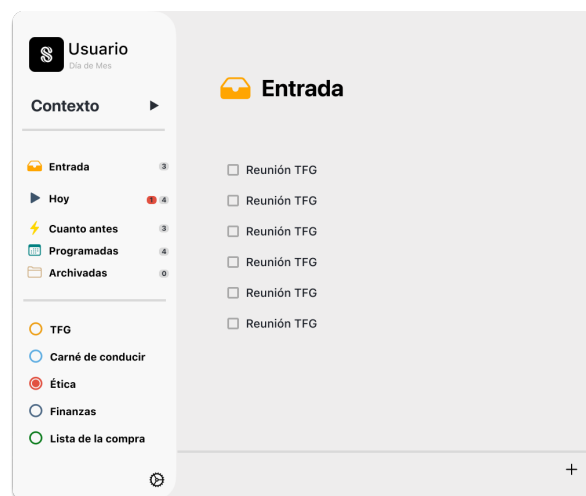 Usuario
Día de Mes
Contexto
Entrada 3
Hoy 1 4
Cuanto antes 3
Programadas 4
Archivadas 0
TFG
Carné de conducir
Ética
Finanzas
Lista de la compra
Entrada
Reunión TFG
Reunión TFG
Reunión TFG
Reunión TFG
Reunión TFG
Reunión TFG
+